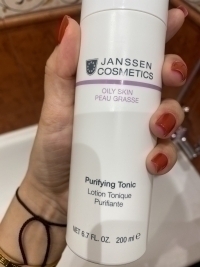 JANSSEN
COSMETICS
OILY SKIN
PEAU GRASSE
Purifying Tonic
Lotion Tonique
Purifiante
NET 6.7 FL. OZ. 200 ml ℮